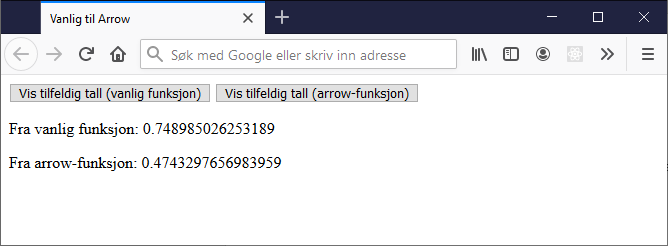 Vanlig til Arrow
Søk med Google eller skriv inn adresse
Vis tilfeldig tall (vanlig funksjon) Vis tilfeldig tall (arrow-funksjon)
Fra vanlig funksjon: 0.748985026253189
Fra arrow-funksjon: 0.4743297656983959